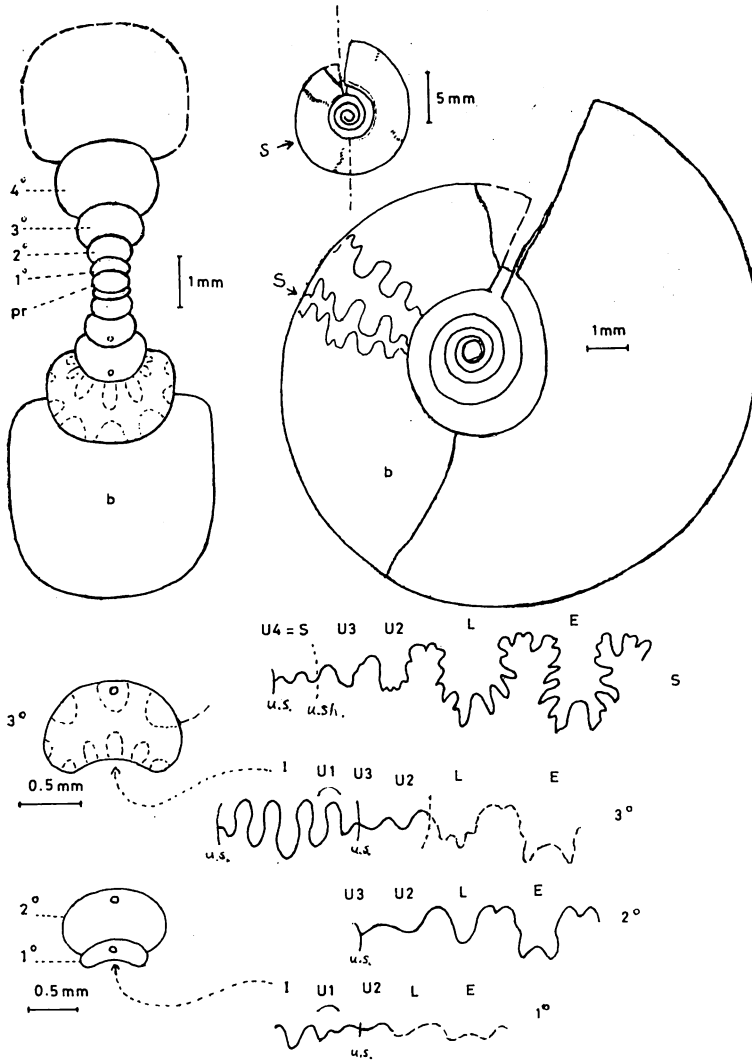 4°
3°
2°
1°
pr
1mm
b
5mm
S
S
1mm
b
U4 = S U3 U2 L E
S
u.s. u.sh.
3°
0.5mm
I U1 U3 U2 L E
3°
u.s. u.s.
2°
1°
0.5mm
U3 U2 L E
2°
u.s.
I U1 U2 L E
1°
u.s.